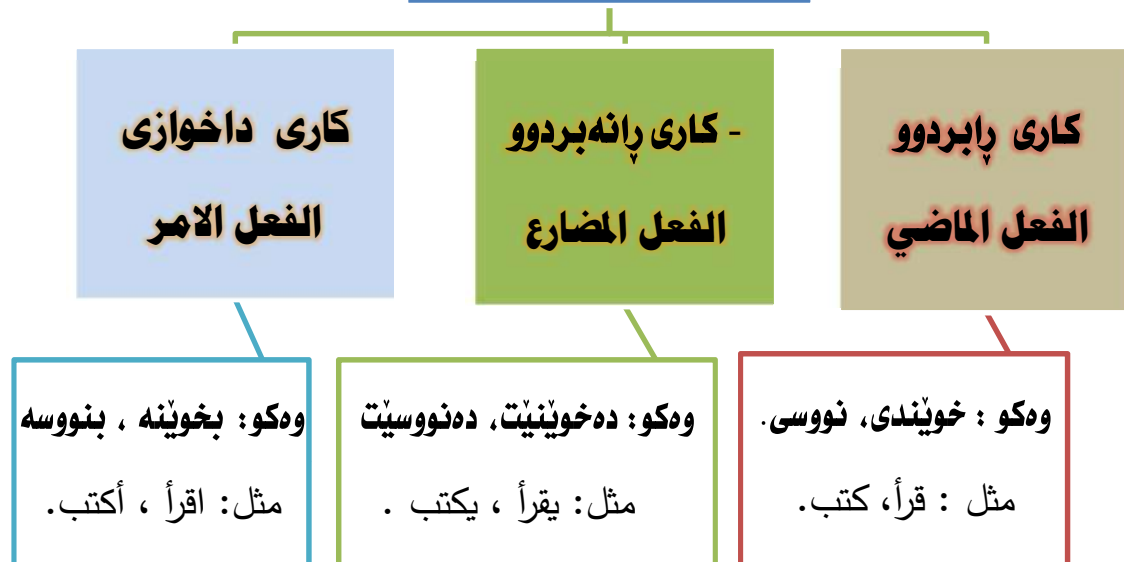 کاری ڕابردوو
الفعل الماضي
- کاری ڕانەبردوو
الفعل المضارع
کاری داخوازی
الفعل الامر
وەکو : خوێندی، نووسی.
مثل : قرأ، كتب.
وەکو: دەخوێنێت، دەنووسێت
مثل: يقرأ ، يكتب .
وەکو: بخوێنە ، بنووسە
مثل: اقرأ ، أكتب.